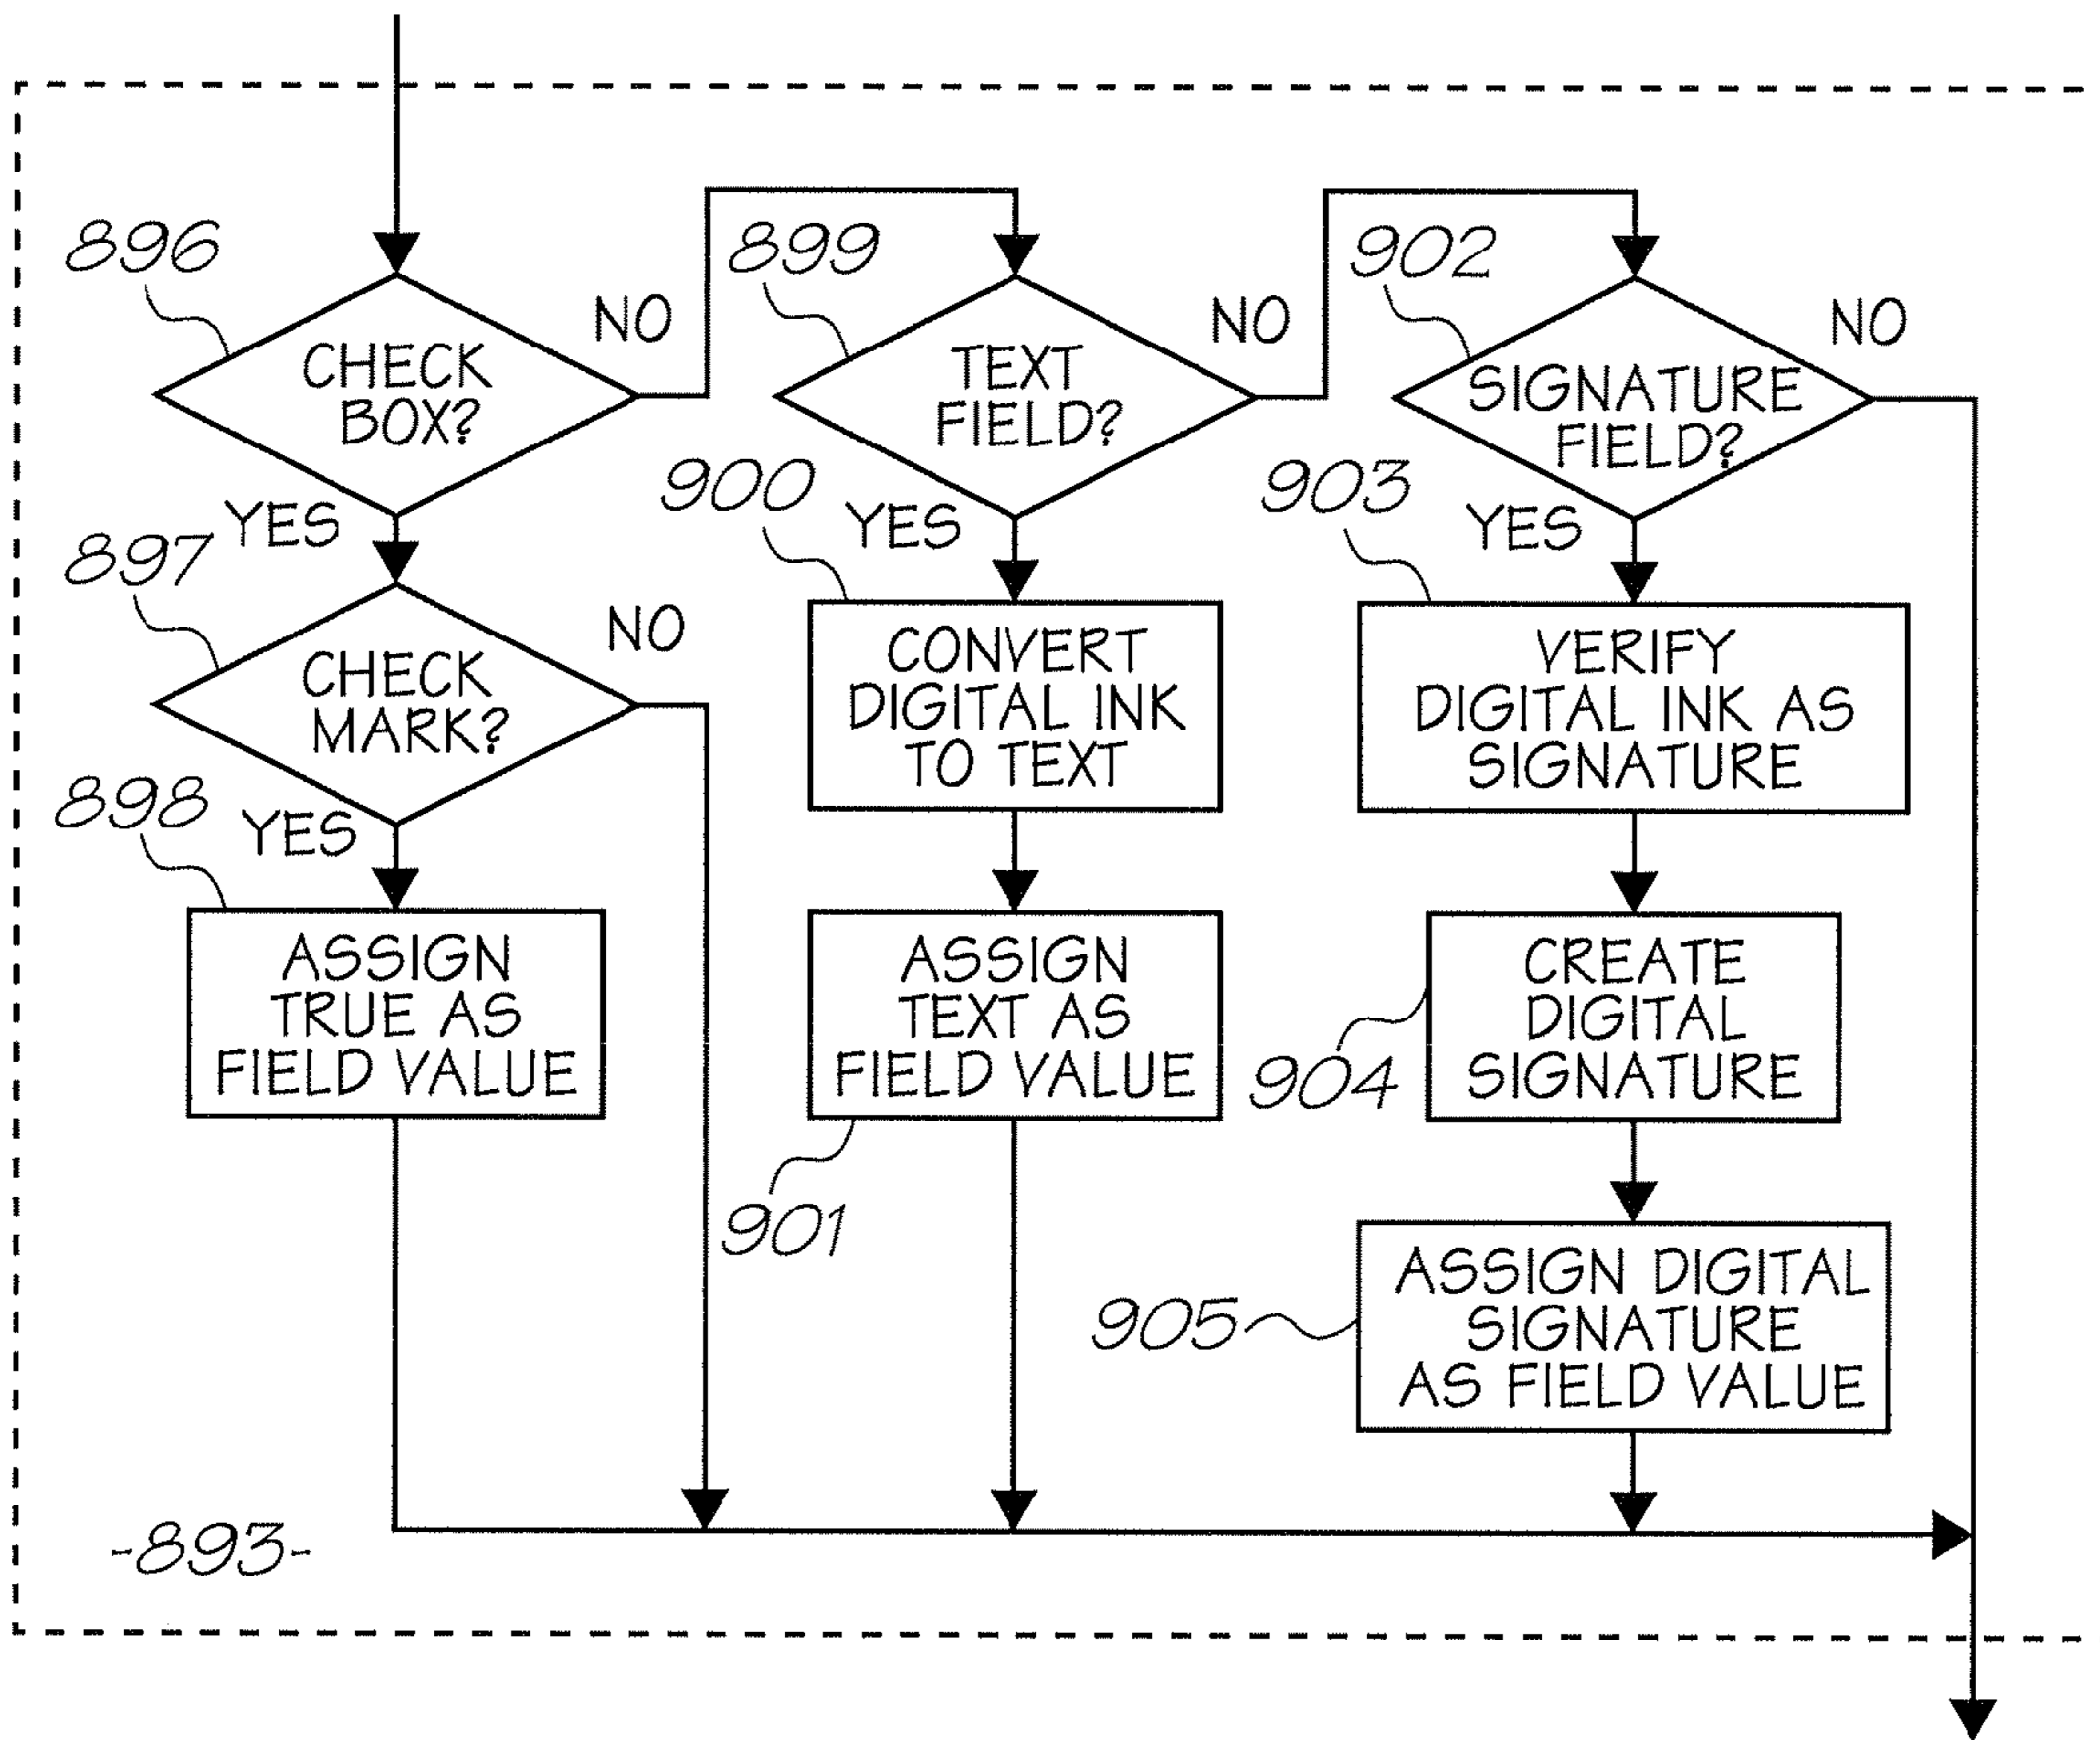 896
CHECK
BOX?
NO
YES
899
TEXT
FIELD?
NO
YES
902
SIGNATURE
FIELD?
NO
YES
897
CHECK
MARK?
NO
YES
900
CONVERT
DIGITAL INK
TO TEXT
903
VERIFY
DIGITAL INK AS
SIGNATURE
898
ASSIGN
TRUE AS
FIELD VALUE
ASSIGN
TEXT AS
FIELD VALUE
901
CREATE
DIGITAL
SIGNATURE
904
905
ASSIGN DIGITAL
SIGNATURE
AS FIELD VALUE
-893-